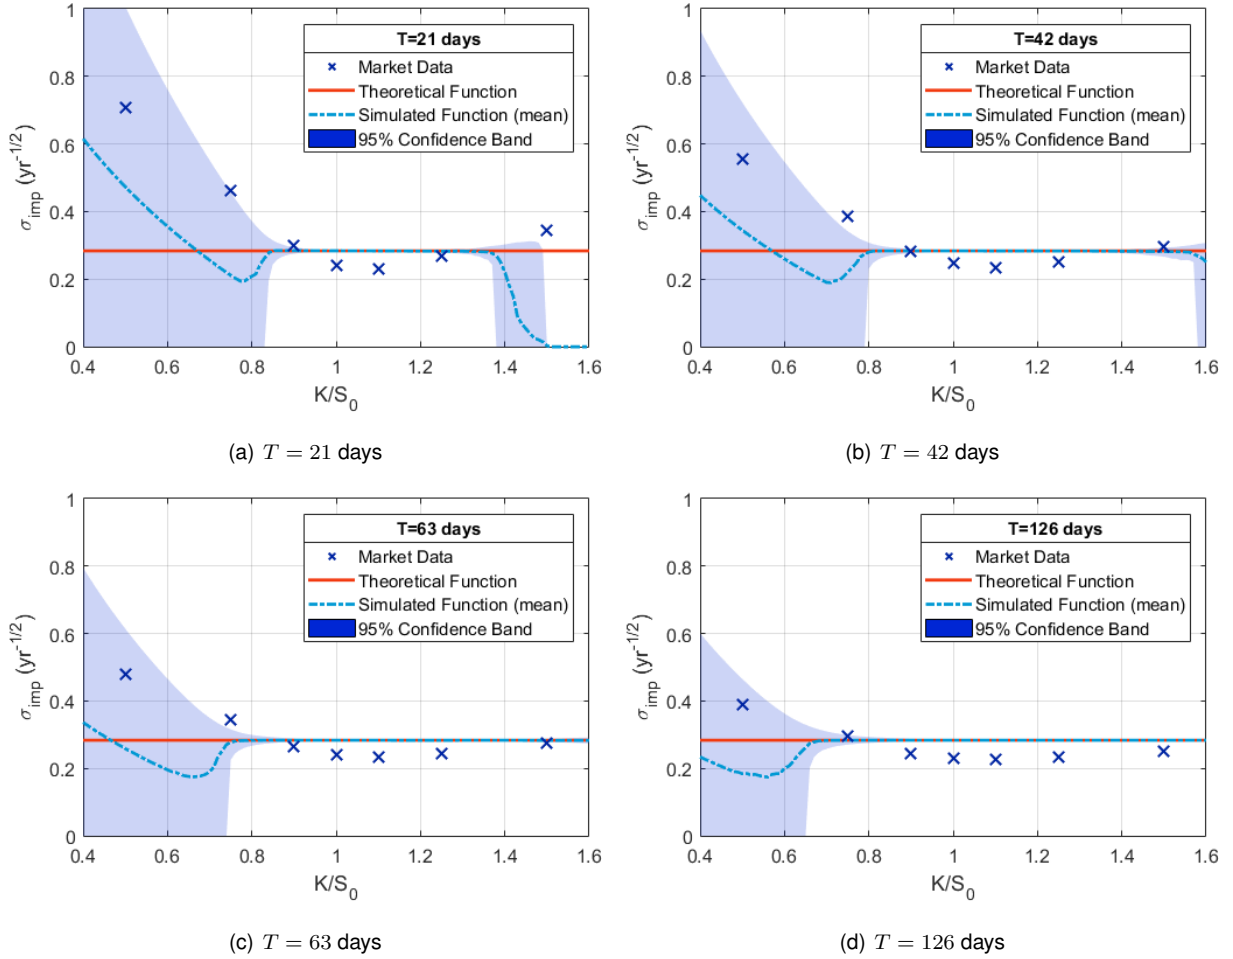 1
0.8
0.6
0.4
0.2
0
σ_imp (yr^-1/2)
T=21 days
Market Data
Theoretical Function
Simulated Function (mean)
95% Confidence Band
0.4 0.6 0.8 1 1.2 1.4 1.6
K/S_0
(a) T = 21 days
1
0.8
0.6
0.4
0.2
0
σ_imp (yr^-1/2)
T=42 days
Market Data
Theoretical Function
Simulated Function (mean)
95% Confidence Band
0.4 0.6 0.8 1 1.2 1.4 1.6
K/S_0
(b) T = 42 days
1
0.8
0.6
0.4
0.2
0
σ_imp (yr^-1/2)
T=63 days
Market Data
Theoretical Function
Simulated Function (mean)
95% Confidence Band
0.4 0.6 0.8 1 1.2 1.4 1.6
K/S_0
(c) T = 63 days
1
0.8
0.6
0.4
0.2
0
σ_imp (yr^-1/2)
T=126 days
Market Data
Theoretical Function
Simulated Function (mean)
95% Confidence Band
0.4 0.6 0.8 1 1.2 1.4 1.6
K/S_0
(d) T = 126 days